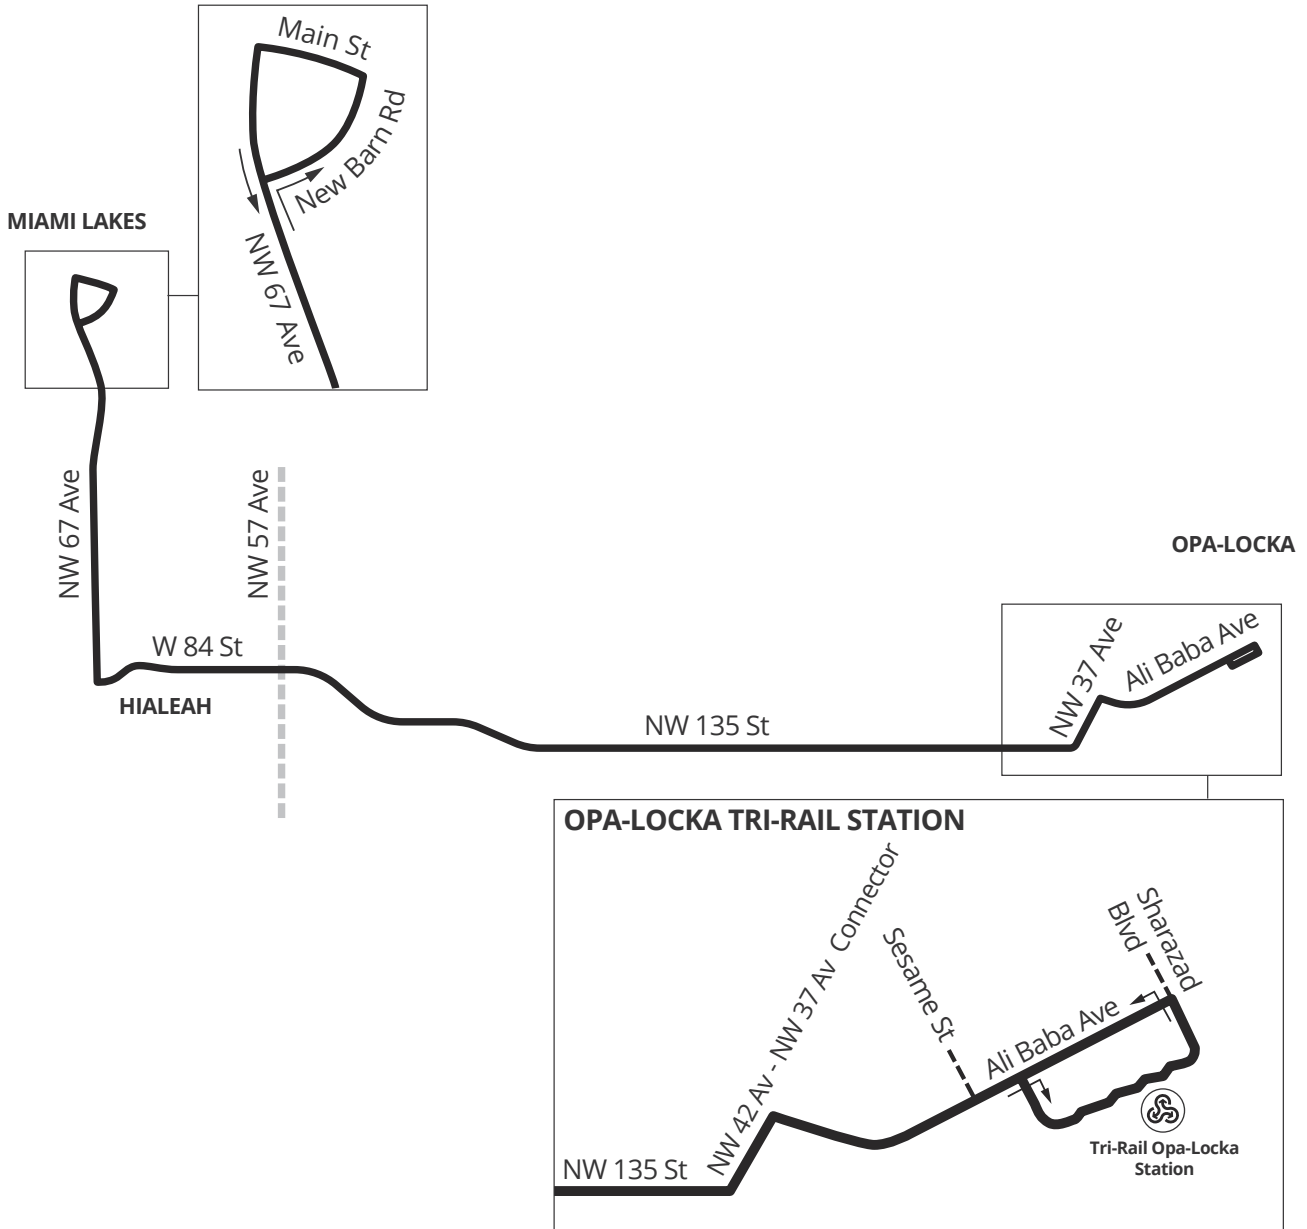 Main St
New Barn Rd
NW 67 Ave
MIAMI LAKES
NW 67 Ave
NW 57 Ave
W 84 St
HIALEAH
NW 135 St
OPA-LOCKA
NW 37 Ave
Ali Baba Ave
OPA-LOCKA TRI-RAIL STATION
NW 42 Av - NW 37 Av Connector
Sesame St
Sharazad
Blvd
Ali Baba Ave
NW 135 St
Tri-Rail Opa-Locka
Station